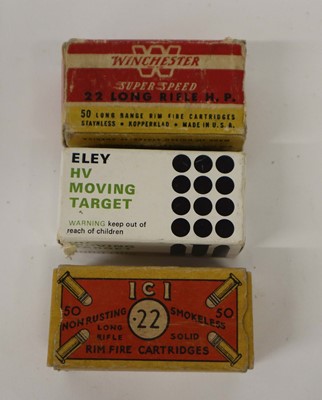 WINCHESTER
W
SUPER SPEED
22 LONG RIFLE H.P.
50 LONG RANGE RIM FIRE CARTRIDGES
STAYNLESS • KOPPERKLAD • MADE IN U.S.A.
ELEY
HV
MOVING
TARGET
WARNING keep out of
reach of children
ICI
50 NON RUSTING SMOKELESS 50
LONG .22 SOLID
RIFLE
RIM FIRE CARTRIDGES